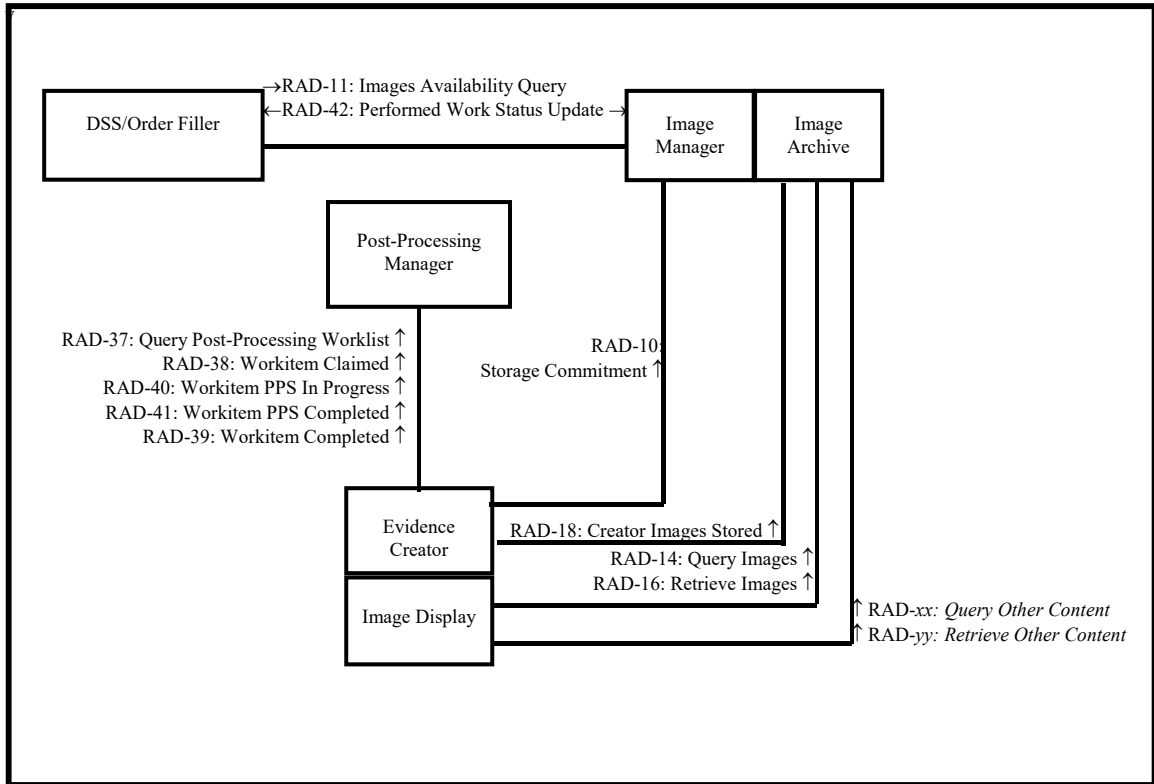 →RAD-11: Images Availability Query
←RAD-42: Performed Work Status Update →
DSS/Order Filler
Image
Manager
Image
Archive
Post-Processing
Manager
RAD-37: Query Post-Processing Worklist ↑
RAD-38: Workitem Claimed ↑
RAD-40: Workitem PPS In Progress ↑
RAD-41: Workitem PPS Completed ↑
RAD-39: Workitem Completed ↑
RAD-10:
Storage Commitment ↑
Evidence
Creator
RAD-18: Creator Images Stored ↑
RAD-14: Query Images ↑
RAD-16: Retrieve Images ↑
Image Display
↑ RAD-xx: Query Other Content
↑ RAD-yy: Retrieve Other Content